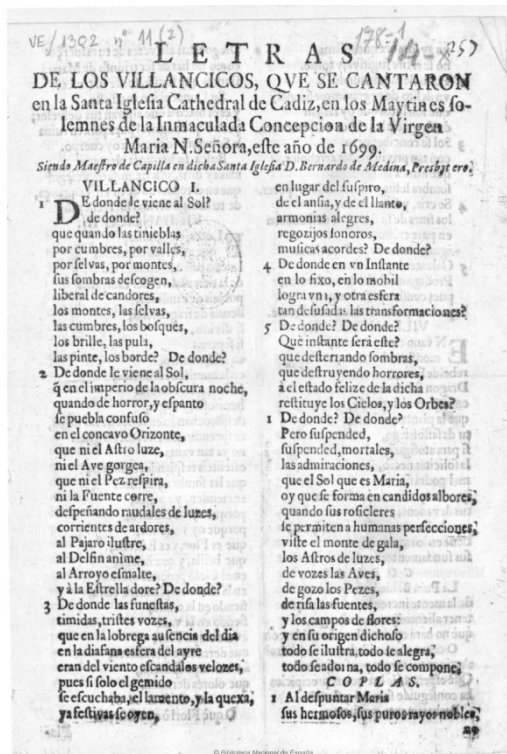 VE/1302 nº 11(2)
178-1
257
LETRAS
DE LOS VILLANCICOS, QVE SE CANTARON
en la Santa Iglesia Cathedral de Cadiz, en los Maytines so-
lemnes de la Inmaculada Concepcion de la Virgen
Maria N. Señora, este año de 1699.
Siendo Maestro de Capilla en dicha Santa Iglesia D. Bernardo de Medina, Presbytero.
VILLANCICO I.
1 DE donde le viene al Sol?
de donde?
que quando las tinieblas
por cumbres, por valles,
por selvas, por montes,
sus sombras descogen,
liberal de candores,
los montes, las selvas,
las cumbres, los bosques,
los brille, las pula,
las pinte, los borde? De donde?
2 De donde le viene al Sol,
q̃ en el imperio de la obscura noche,
quando de horror, y espanto
se puebla confuso
en el concavo Orizonte,
que ni el Astro luze,
ni el Ave gorgea,
que ni el Pez respira,
ni la Fuente corre,
despeñando raudales de luzes,
corrientes de ardores,
al Pajaro ilustre,
al Delfin anime,
al Arroyo esmalte,
y à la Estrella dore? De donde?
3 De donde las funestas,
timidas, tristes vozes,
que en la lobrega ausencia del dia
en la diafana esfera del ayre
eran del viento escandalos velozes,
pues si solo el gemido
se escuchaba, el lamento, y la quexa,
ya festivas se oyen,
en lugar del suspiro,
de el ansia, y de el llanto,
armonias alegres,
regozijos sonoros,
musicas acordes? De donde?
4 De donde en vn Instante
en lo fixo, en lo mobil
logra vna, y otra esfera
tan desusadas las transformaciones?
5 De donde? De donde?
Què instante serà este?
que desterrando sombras,
que destruyendo horrores,
à el estado felize de la dicha
restituye los Cielos, y los Orbes?
1 De donde? De donde?
Pero suspended,
suspended, mortales,
las admiraciones,
que el Sol que es Maria,
oy que se forma en candidos albores,
quando sus rosicleres
se permiten a humanas perfecciones,
viste el monte de gala,
los Astros de luzes,
de vozes las Aves,
de gozo los Pezes,
de risa las fuentes,
y los campos de flores:
y en su origen dichoso
todo se ilustra, todo se alegra,
todo se adorna, todo se compone.
COPLAS.
1 Al despuntar Maria
sus hermosos, sus puros rayos nobles,
© Biblioteca Nacional de España